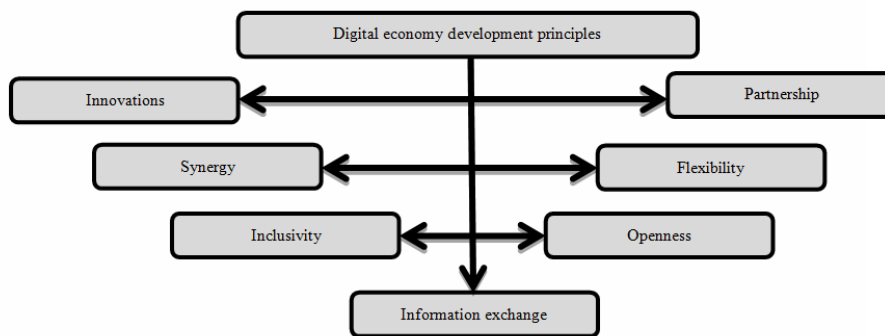 Digital economy development principles
Innovations
Partnership
Synergy
Flexibility
Inclusivity
Openness
Information exchange